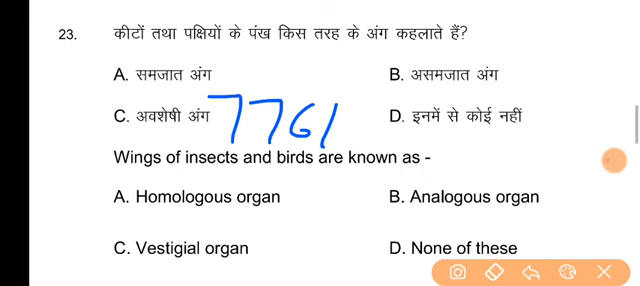 23. कीटों तथा पक्षियों के पंख किस तरह के अंग कहलाते हैं?
A. समजात अंग B. असमजात अंग
C. अवशेषी अंग 7761 D. इनमें से कोई नहीं
Wings of insects and birds are known as -
A. Homologous organ B. Analogous organ
C. Vestigial organ D. None of these